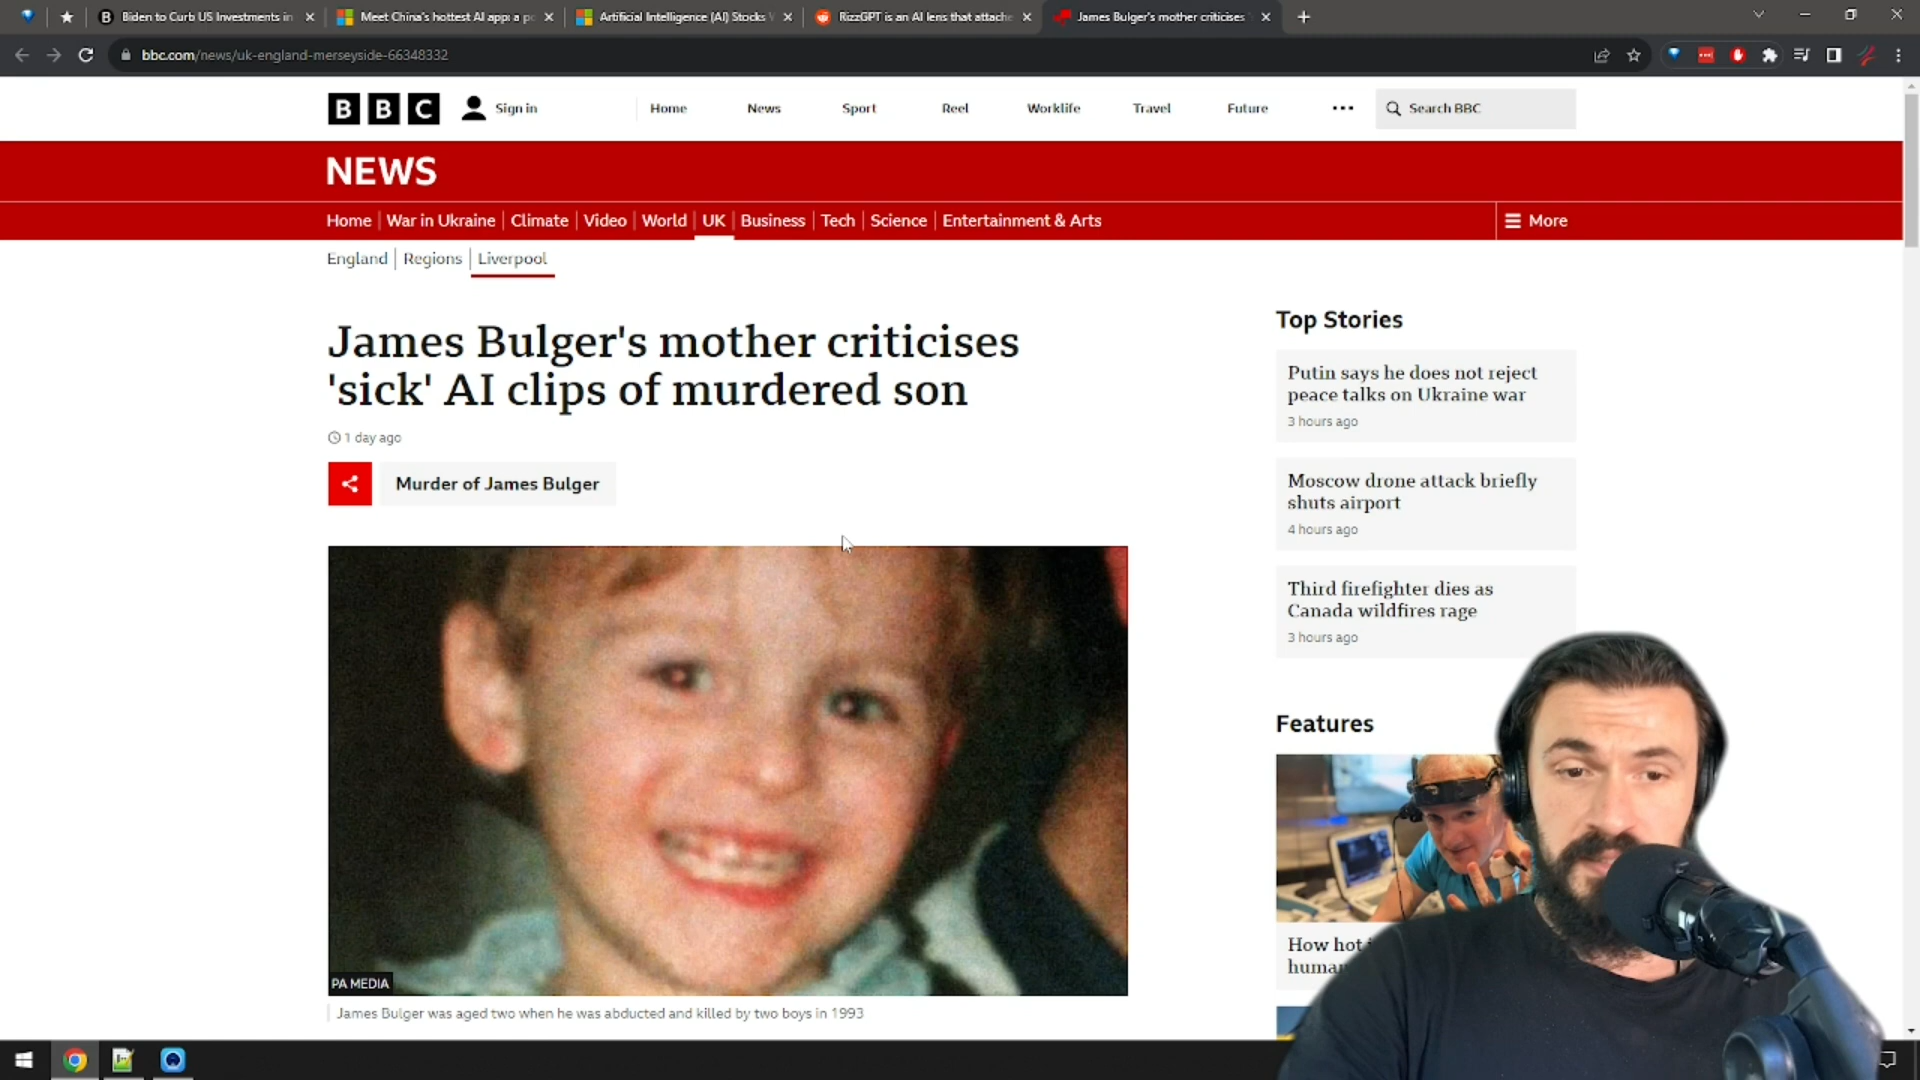 Biden to Curb US Investments in
Meet China's hottest AI app: a p
Artificial Intelligence (AI) Stocks
RizzGPT is an AI lens that attache
James Bulger's mother criticises
bbc.com/news/uk-england-merseyside-66348332
BBC
Sign in
Home
News
Sport
Reel
Worklife
Travel
Future
Search BBC
NEWS
Home
War in Ukraine
Climate
Video
World
UK
Business
Tech
Science
Entertainment & Arts
More
England
Regions
Liverpool
James Bulger's mother criticises
'sick' AI clips of murdered son
1 day ago
Murder of James Bulger
PA MEDIA
James Bulger was aged two when he was abducted and killed by two boys in 1993
Top Stories
Putin says he does not reject
peace talks on Ukraine war
3 hours ago
Moscow drone attack briefly
shuts airport
4 hours ago
Third firefighter dies as
Canada wildfires rage
3 hours ago
Features
How hot
human